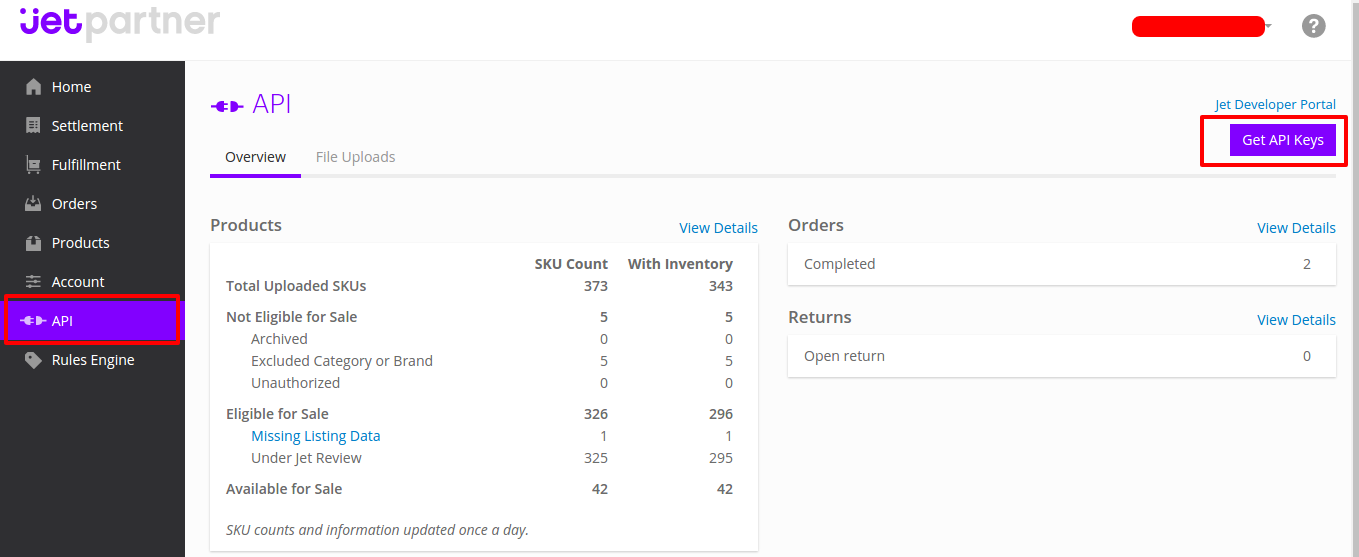 jetpartner
?
Home
Settlement
Fulfillment
Orders
Products
Account
API
Rules Engine
API
Jet Developer Portal
Get API Keys
Overview File Uploads
Products View Details
SKU Count With Inventory
Total Uploaded SKUs 373 343
Not Eligible for Sale 5 5
Archived 0 0
Excluded Category or Brand 5 5
Unauthorized 0 0
Eligible for Sale 326 296
Missing Listing Data 1 1
Under Jet Review 325 295
Available for Sale 42 42
SKU counts and information updated once a day.
Orders View Details
Completed 2
Returns View Details
Open return 0